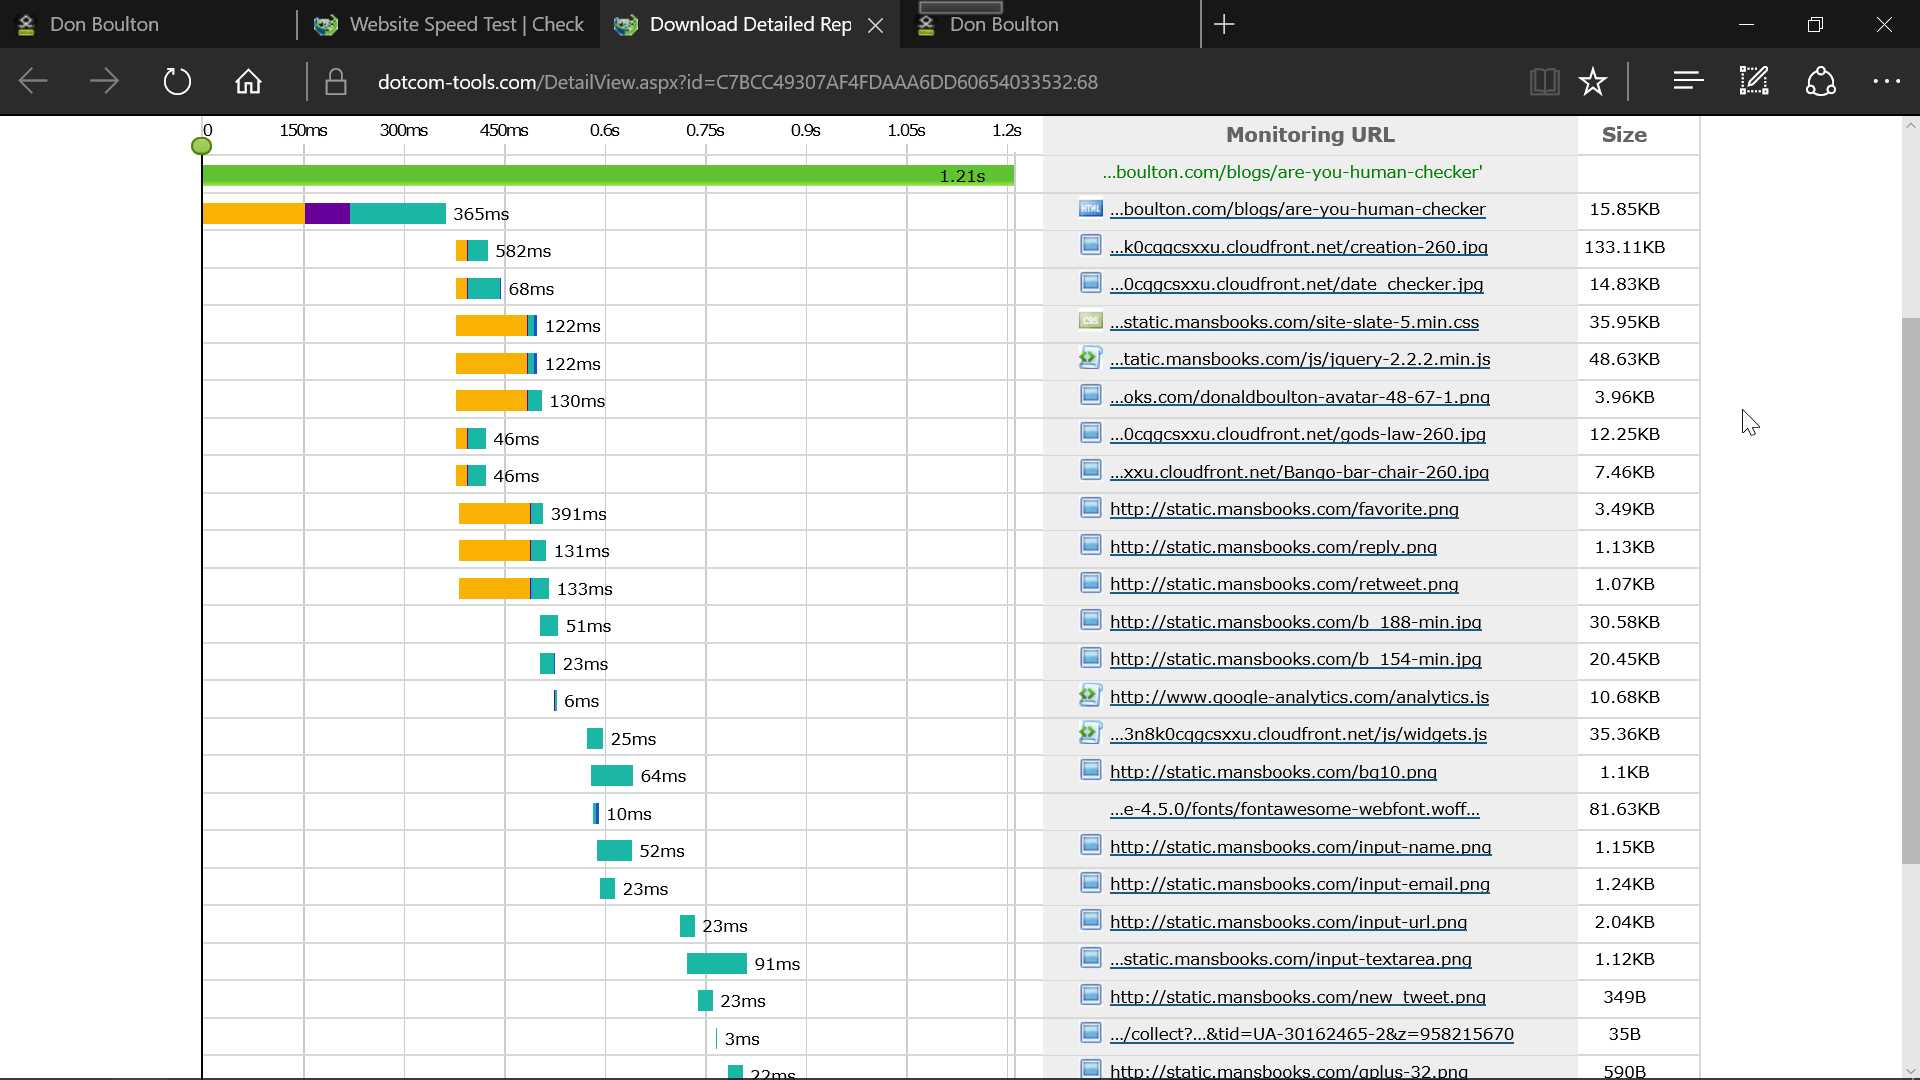 Don Boulton
Website Speed Test | Check
Download Detailed Rep
Don Boulton
dotcom-tools.com/DetailView.aspx?id=C7BCC49307AF4FDAAA6DD60654033532:68
0 150ms 300ms 450ms 0.6s 0.75s 0.9s 1.05s 1.2s Monitoring URL Size
1.21s ...boulton.com/blogs/are-you-human-checker'
365ms HTML ...boulton.com/blogs/are-you-human-checker 15.85KB
582ms ...k0cqgcsxxu.cloudfront.net/creation-260.jpg 133.11KB
68ms ...0cqgcsxxu.cloudfront.net/date_checker.jpg 14.83KB
122ms CSS ...static.mansbooks.com/site-slate-5.min.css 35.95KB
122ms ...tatic.mansbooks.com/js/jquery-2.2.2.min.js 48.63KB
130ms ...oks.com/donaldboulton-avatar-48-67-1.png 3.96KB
46ms ...0cqgcsxxu.cloudfront.net/gods-law-260.jpg 12.25KB
46ms ...xxu.cloudfront.net/Bango-bar-chair-260.jpg 7.46KB
391ms http://static.mansbooks.com/favorite.png 3.49KB
131ms http://static.mansbooks.com/reply.png 1.13KB
133ms http://static.mansbooks.com/retweet.png 1.07KB
51ms http://static.mansbooks.com/b_188-min.jpg 30.58KB
23ms http://static.mansbooks.com/b_154-min.jpg 20.45KB
6ms http://www.google-analytics.com/analytics.js 10.68KB
25ms ...3n8k0cqgcsxxu.cloudfront.net/js/widgets.js 35.36KB
64ms http://static.mansbooks.com/bg10.png 1.1KB
10ms ...e-4.5.0/fonts/fontawesome-webfont.woff... 81.63KB
52ms http://static.mansbooks.com/input-name.png 1.15KB
23ms http://static.mansbooks.com/input-email.png 1.24KB
23ms http://static.mansbooks.com/input-url.png 2.04KB
91ms ...static.mansbooks.com/input-textarea.png 1.12KB
23ms http://static.mansbooks.com/new_tweet.png 349B
3ms .../collect?...&tid=UA-30162465-2&z=958215670 35B
22ms http://static.mansbooks.com/gplus-32.png 590B